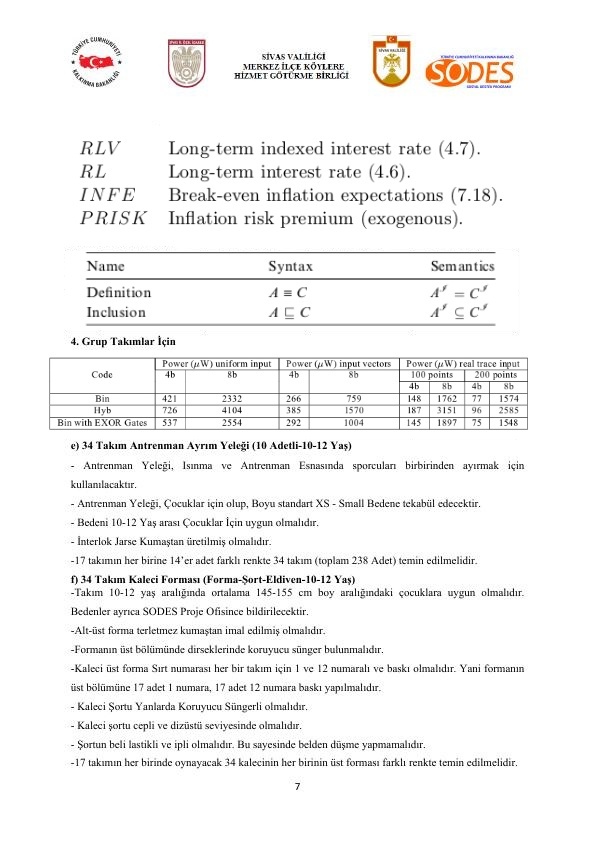 TÜRKİYE CUMHURİYETİ
KALKINMA BAKANLIĞI
SİVAS İL ÖZEL İDARESİ
SİVAS VALİLİĞİ
MERKEZ İLÇE KÖYLERE
HİZMET GÖTÜRME BİRLİĞİ
SİVAS VALİLİĞİ
TÜRKİYE CUMHURİYETİ KALKINMA BAKANLIĞI
SODES
SOSYAL DESTEK PROGRAMI
RLV Long-term indexed interest rate (4.7).
RL Long-term interest rate (4.6).
INFE Break-even inflation expectations (7.18).
PRISK Inflation risk premium (exogenous).
Name Syntax Semantics
Definition A ≡ C A^𝓘 = C^𝓘
Inclusion A ⊑ C A^𝓘 ⊆ C^𝓘
4. Grup Takımlar İçin
Code Power (μW) uniform input Power (μW) input vectors Power (μW) real trace input
4b 8b 4b 8b 100 points 200 points
4b 8b 4b 8b
Bin 421 2332 266 759 148 1762 77 1574
Hyb 726 4104 385 1570 187 3151 96 2585
Bin with EXOR Gates 537 2554 292 1004 145 1897 75 1548
e) 34 Takım Antrenman Ayrım Yeleği (10 Adetli-10-12 Yaş)
- Antrenman Yeleği, Isınma ve Antrenman Esnasında sporcuları birbirinden ayırmak için
kullanılacaktır.
- Antrenman Yeleği, Çocuklar için olup, Boyu standart XS - Small Bedene tekabül edecektir.
- Bedeni 10-12 Yaş arası Çocuklar İçin uygun olmalıdır.
- İnterlok Jarse Kumaştan üretilmiş olmalıdır.
-17 takımın her birine 14’er adet farklı renkte 34 takım (toplam 238 Adet) temin edilmelidir.
f) 34 Takım Kaleci Forması (Forma-Şort-Eldiven-10-12 Yaş)
-Takım 10-12 yaş aralığında ortalama 145-155 cm boy aralığındaki çocuklara uygun olmalıdır.
Bedenler ayrıca SODES Proje Ofisince bildirilecektir.
-Alt-üst forma terletmez kumaştan imal edilmiş olmalıdır.
-Formanın üst bölümünde dirseklerinde koruyucu sünger bulunmalıdır.
-Kaleci üst forma Sırt numarası her bir takım için 1 ve 12 numaralı ve baskı olmalıdır. Yani formanın
üst bölümüne 17 adet 1 numara, 17 adet 12 numara baskı yapılmalıdır.
- Kaleci Şortu Yanlarda Koruyucu Süngerli olmalıdır.
- Kaleci şortu cepli ve dizüstü seviyesinde olmalıdır.
- Şortun beli lastikli ve ipli olmalıdır. Bu sayesinde belden düşme yapmamalıdır.
-17 takımın her birinde oynayacak 34 kalecinin her birinin üst forması farklı renkte temin edilmelidir.
7